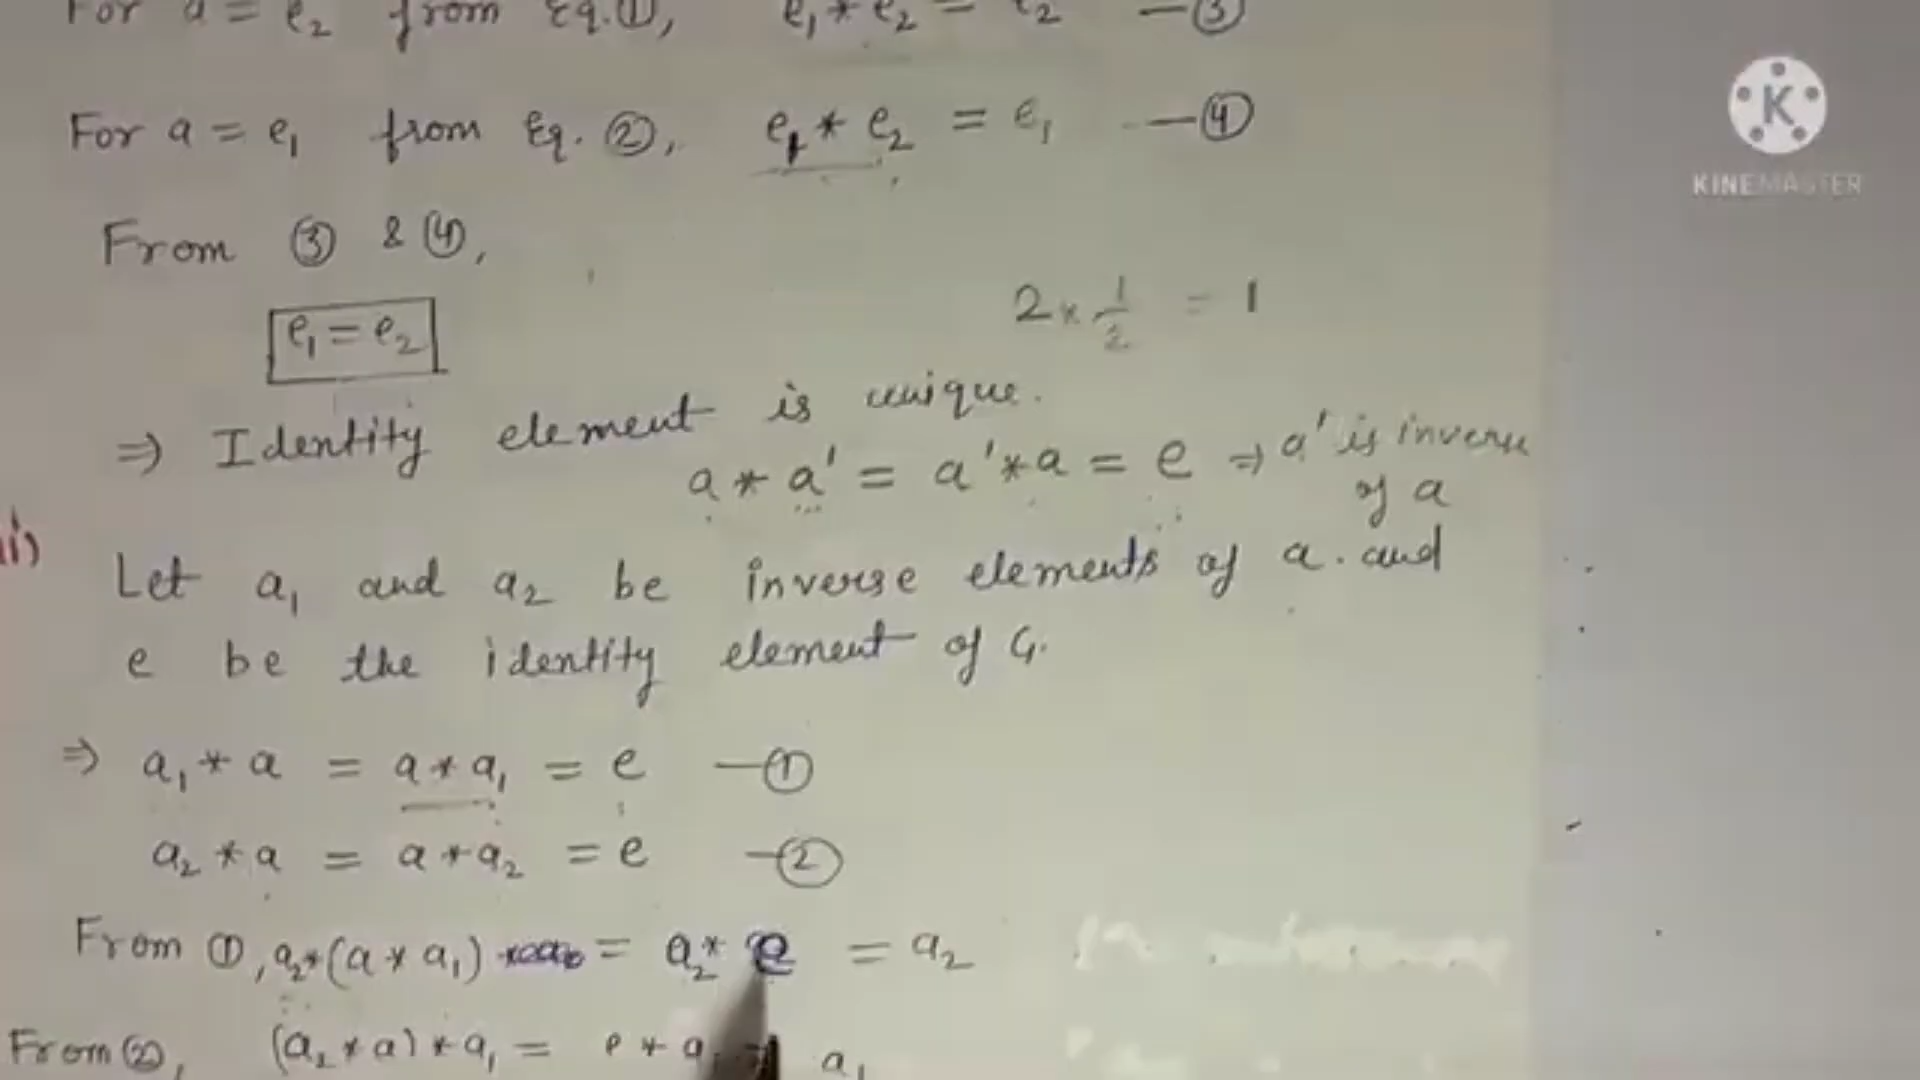 For a = e₂ from Eq. ①, e₁ * e₂ = e₂ —③
For a = e₁ from Eq. ②, e₁ * e₂ = e₁ —④
KINEMASTER
From ③ & ④,
e₁ = e₂
2 × 1/2 = 1
⇒ Identity element is unique.
a * a' = a' * a = e ⇒ a' is inverse
of a
ii) Let a₁ and a₂ be inverse elements of a. and
e be the identity element of G.
⇒ a₁ * a = a * a₁ = e —①
a₂ * a = a * a₂ = e —②
From ①, a₂ * (a * a₁) = a₂ * e = a₂
From ②, (a₂ * a) * a₁ = e * a₁ = a₁